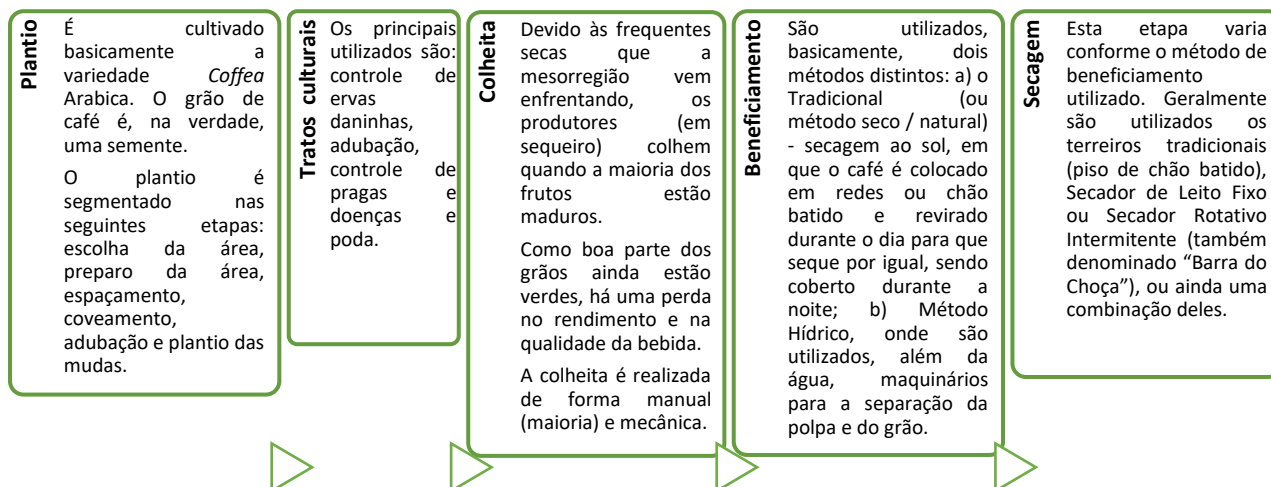 Plantio
É cultivado
basicamente a
variedade Coffea
Arabica. O grão de
café é, na verdade,
uma semente.
O plantio é
segmentado nas
seguintes etapas:
escolha da área,
preparo da área,
espaçamento,
coveamento,
adubação e plantio das
mudas.
Tratos culturais
Os principais
utilizados são:
controle de
ervas
daninhas,
adubação,
controle de
pragas e
doenças e
poda.
Colheita
Devido às frequentes
secas que a
mesorregião vem
enfrentando, os
produtores (em
sequeiro) colhem
quando a maioria dos
frutos estão
maduros.
Como boa parte dos
grãos ainda estão
verdes, há uma perda
no rendimento e na
qualidade da bebida.
A colheita é realizada
de forma manual
(maioria) e mecânica.
Beneficiamento
São utilizados,
basicamente, dois
métodos distintos: a) o
Tradicional (ou
método seco / natural)
- secagem ao sol, em
que o café é colocado
em redes ou chão
batido e revirado
durante o dia para que
seque por igual, sendo
coberto durante a
noite; b) Método
Hídrico, onde são
utilizados, além da
água, maquinários
para a separação da
polpa e do grão.
Secagem
Esta etapa varia
conforme o método de
beneficiamento
utilizado. Geralmente
são utilizados os
terreiros tradicionais
(piso de chão batido),
Secador de Leito Fixo
ou Secador Rotativo
Intermitente (também
denominado “Barra do
Choça”), ou ainda uma
combinação deles.